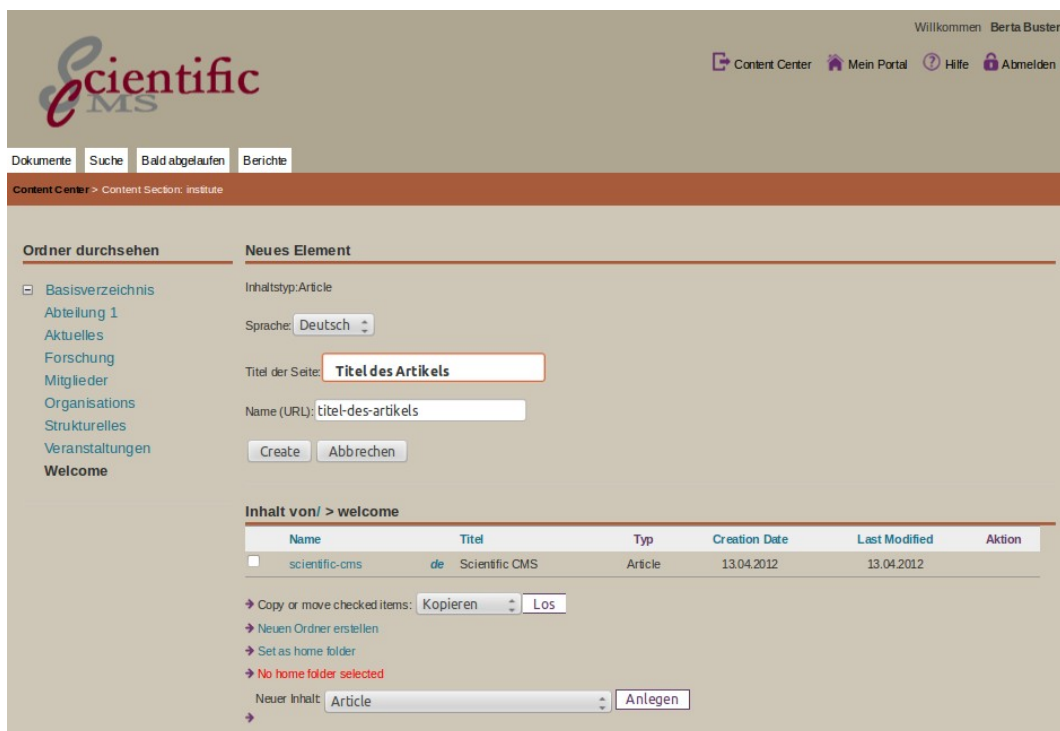 Willkommen Berta Buster
Scientific
CMS
Content Center Mein Portal Hilfe Abmelden
Dokumente Suche Bald abgelaufen Berichte
Content Center > Content Section: institute
Ordner durchsehen
Basisverzeichnis
Abteilung 1
Aktuelles
Forschung
Mitglieder
Organisations
Strukturelles
Veranstaltungen
Welcome
Neues Element
Inhaltstyp:Article
Sprache: Deutsch
Titel der Seite: Titel des Artikels
Name (URL): titel-des-artikels
Create Abbrechen
Inhalt von/ > welcome
Name Titel Typ Creation Date Last Modified Aktion
scientific-cms de Scientific CMS Article 13.04.2012 13.04.2012
Copy or move checked items: Kopieren Los
Neuen Ordner erstellen
Set as home folder
No home folder selected
Neuer Inhalt: Article Anlegen